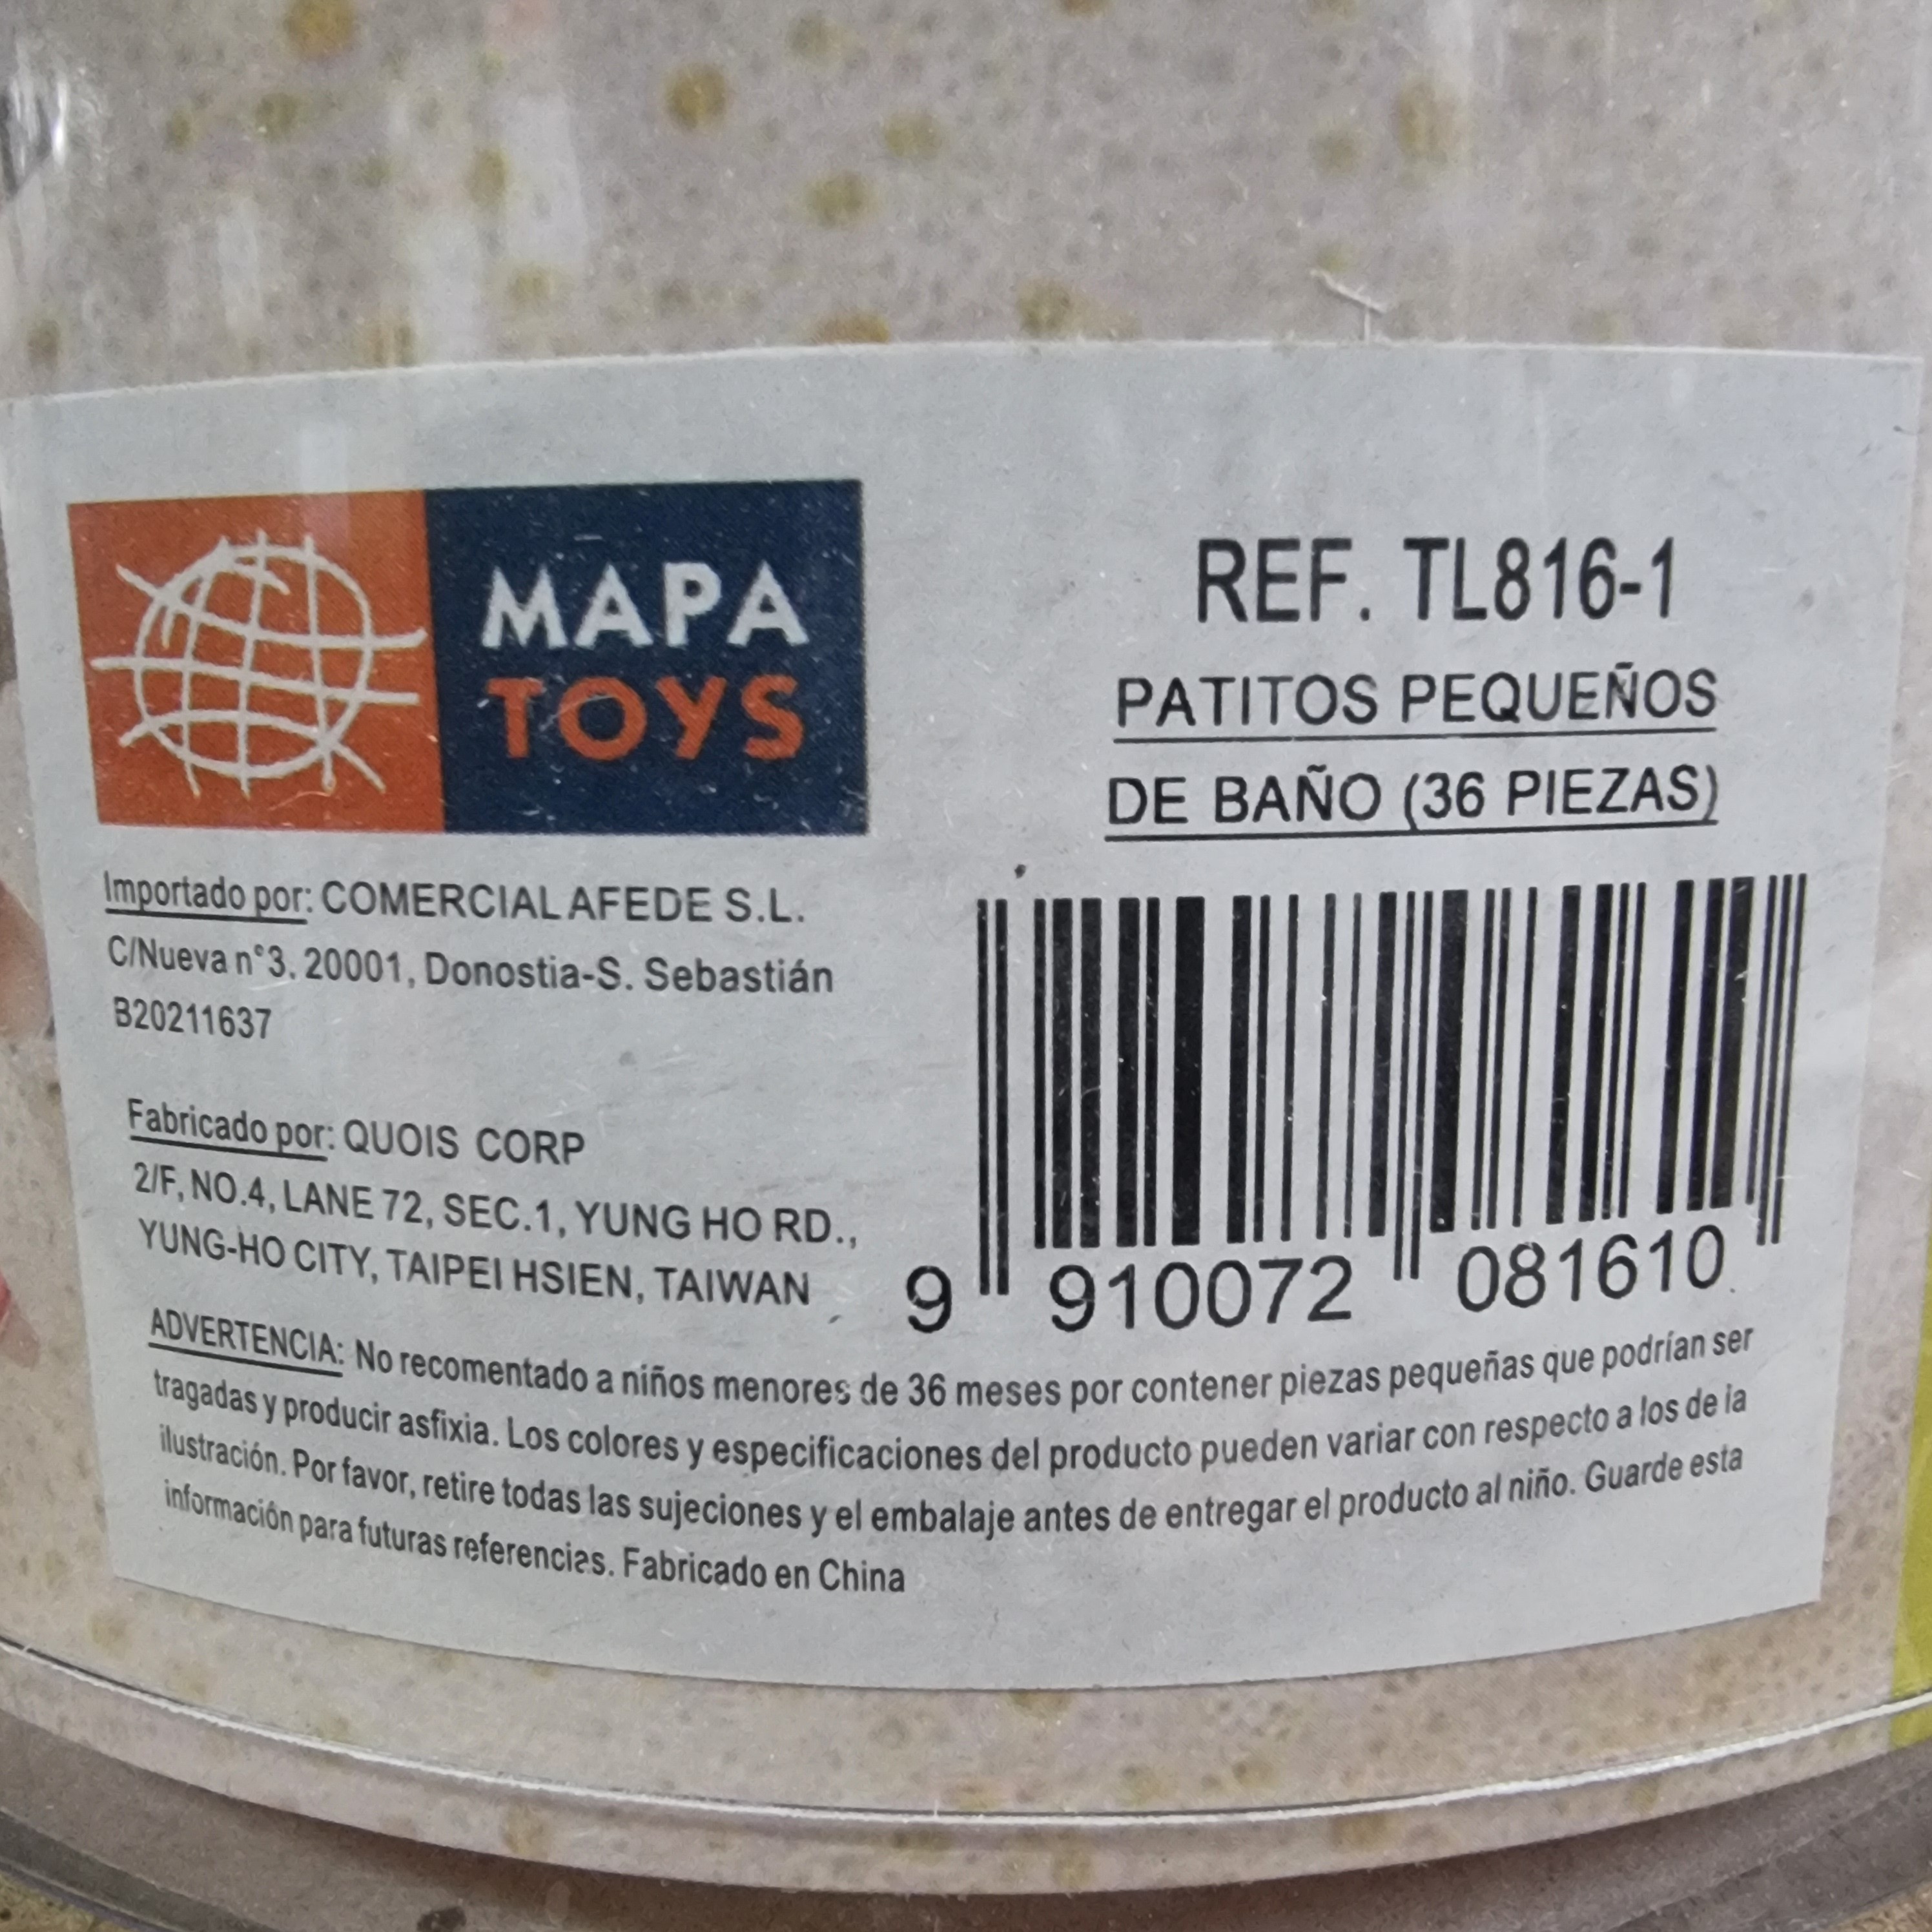 MAPA
TOYS
REF. TL816-1
PATITOS PEQUEÑOS
DE BAÑO (36 PIEZAS)
Importado por: COMERCIAL AFEDE S.L.
C/Nueva n°3. 20001, Donostia-S. Sebastián
B20211637
Fabricado por: QUOIS CORP
2/F, NO.4, LANE 72, SEC.1, YUNG HO RD.,
YUNG-HO CITY, TAIPEI HSIEN, TAIWAN
9 910072 081610
ADVERTENCIA: No recomentado a niños menores de 36 meses por contener piezas pequeñas que podrían ser
tragadas y producir asfixia. Los colores y especificaciones del producto pueden variar con respecto a los de la
ilustración. Por favor, retire todas las sujeciones y el embalaje antes de entregar el producto al niño. Guarde esta
información para futuras referencias. Fabricado en China